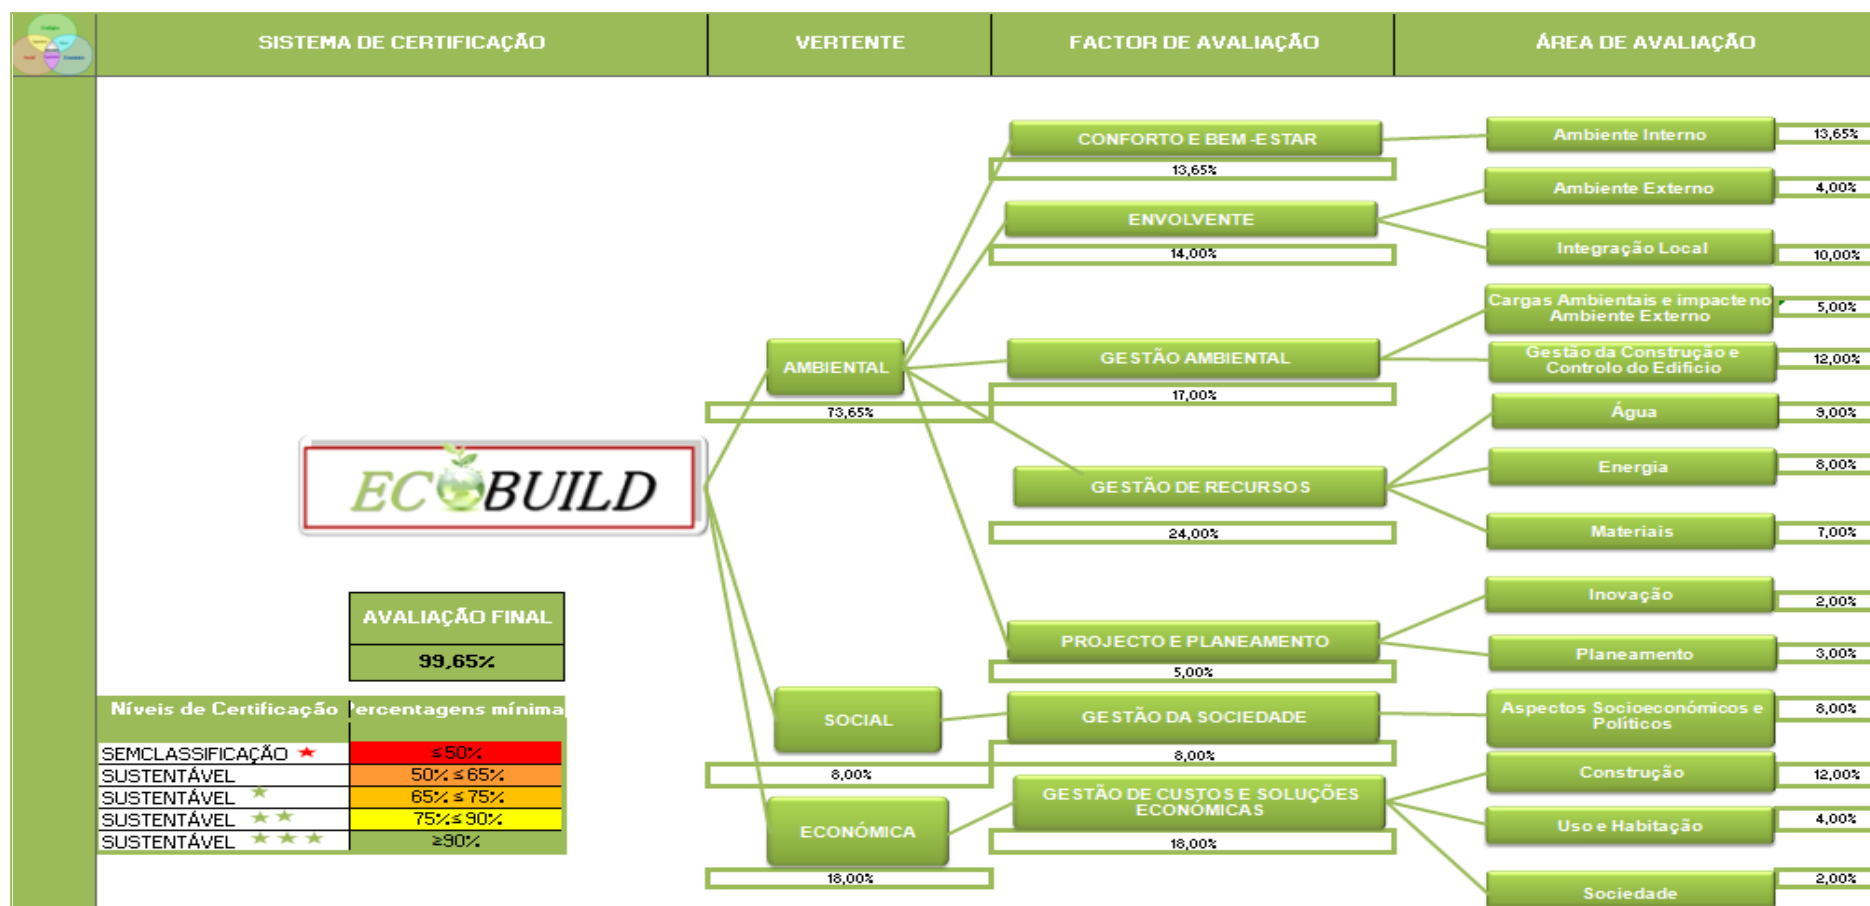 SISTEMA DE CERTIFICAÇÃO
VERTENTE
FACTOR DE AVALIAÇÃO
ÁREA DE AVALIAÇÃO
CONFORTO E BEM -ESTAR
13,65%
Ambiente Interno
13,65%
Ambiente Externo
4,00%
ENVOLVENTE
14,00%
Integração Local
10,00%
Cargas Ambientais e impacte no
Ambiente Externo
5,00%
AMBIENTAL
73,65%
GESTÃO AMBIENTAL
17,00%
Gestão da Construção e
Controlo do Edifício
12,00%
Água
9,00%
Energia
8,00%
GESTÃO DE RECURSOS
24,00%
Materiais
7,00%
ECOBUILD
Inovação
2,00%
PROJECTO E PLANEAMENTO
5,00%
Planeamento
3,00%
AVALIAÇÃO FINAL
99,65%
SOCIAL
8,00%
GESTÃO DA SOCIEDADE
8,00%
Aspectos Socioeconómicos e
Políticos
8,00%
ECONÓMICA
18,00%
GESTÃO DE CUSTOS E SOLUÇÕES
ECONÓMICAS
18,00%
Construção
12,00%
Uso e Habitação
4,00%
Sociedade
2,00%
Níveis de Certificação Percentagens mínima
SEMCLASSIFICAÇÃO ≤50%
SUSTENTÁVEL 50%≤65%
SUSTENTÁVEL 65%≤75%
SUSTENTÁVEL 75%≤90%
SUSTENTÁVEL ≥90%